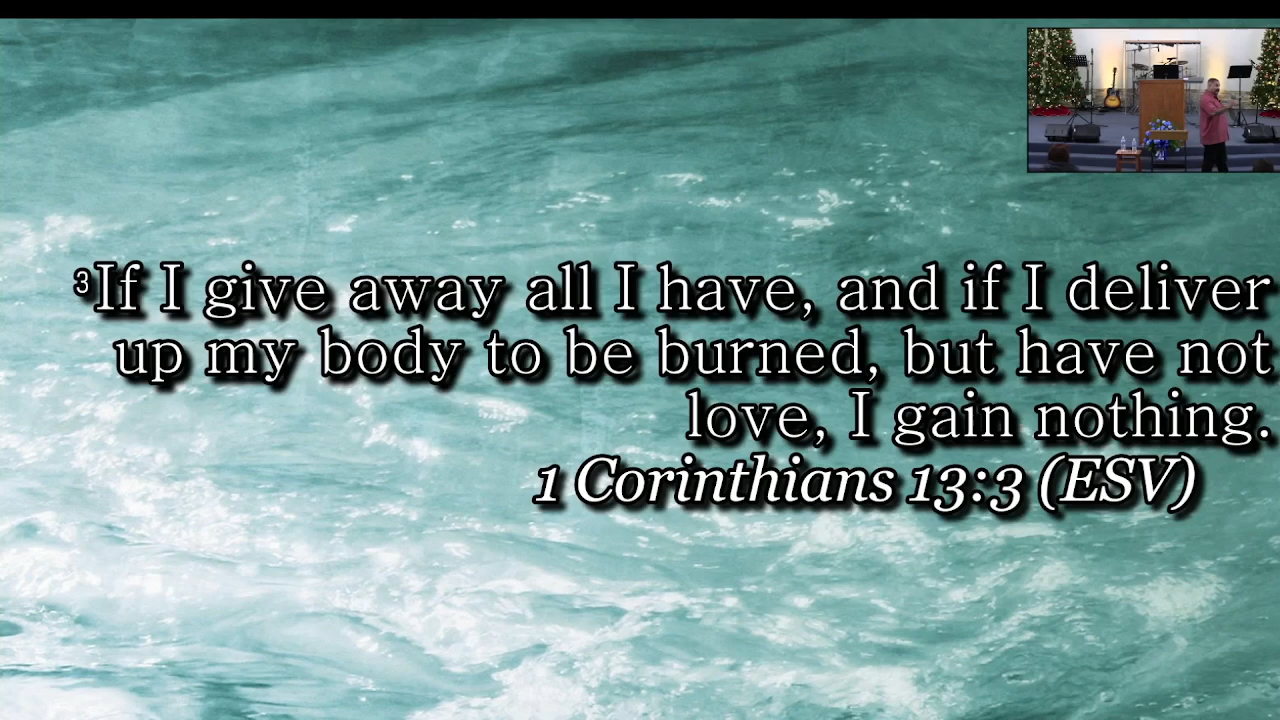 ³If I give away all I have, and if I deliver
up my body to be burned, but have not
love, I gain nothing.
1 Corinthians 13:3 (ESV)